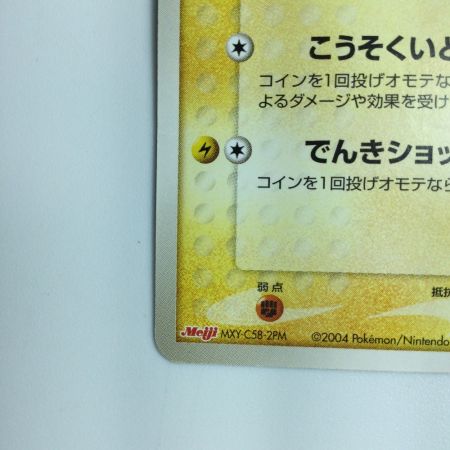 こうそくいど
コインを1回投げオモテな
よるダメージや効果を受け
でんきショッ
コインを1回投げオモテなら
弱点
抵抗
Meiji MXY-C58-2PM ©2004 Pokémon/Nintendo